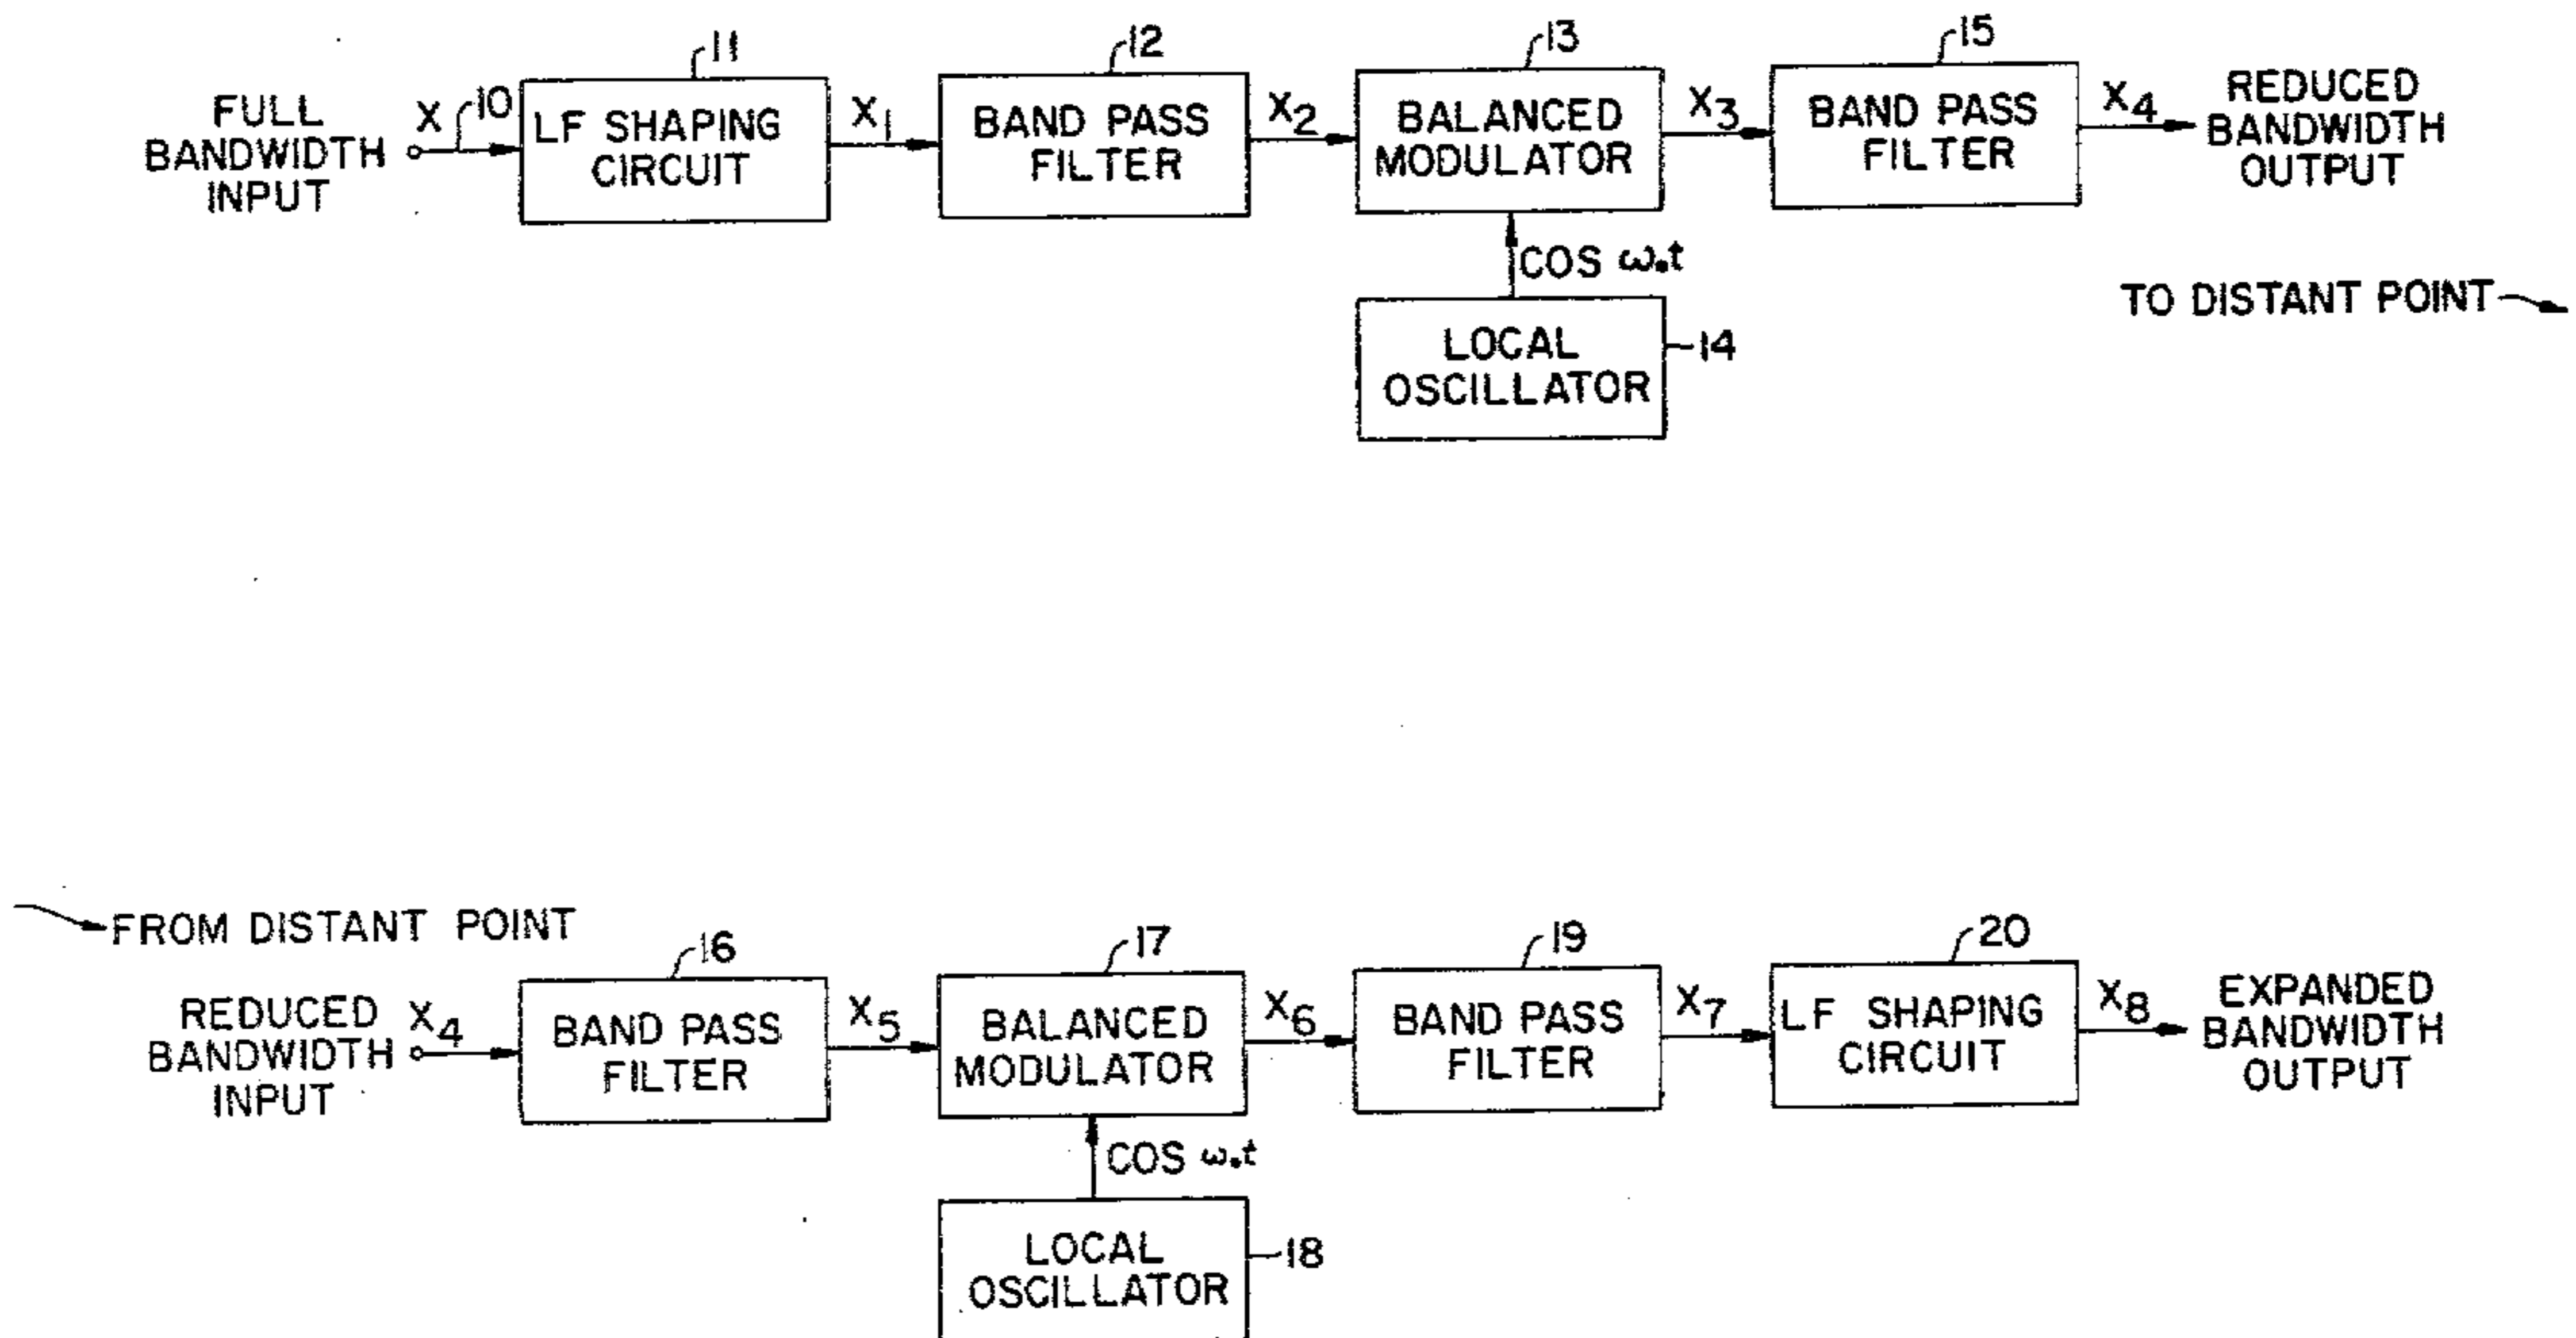 11
12
13
15
FULL
BANDWIDTH
INPUT
X
10
LF SHAPING
CIRCUIT
X1
BAND PASS
FILTER
X2
BALANCED
MODULATOR
X3
BAND PASS
FILTER
X4
REDUCED
BANDWIDTH
OUTPUT
COS ω₀t
TO DISTANT POINT
LOCAL
OSCILLATOR
14
FROM DISTANT POINT
16
17
19
20
REDUCED
BANDWIDTH
INPUT
X4
BAND PASS
FILTER
X5
BALANCED
MODULATOR
X6
BAND PASS
FILTER
X7
LF SHAPING
CIRCUIT
X8
EXPANDED
BANDWIDTH
OUTPUT
COS ω₀t
LOCAL
OSCILLATOR
18